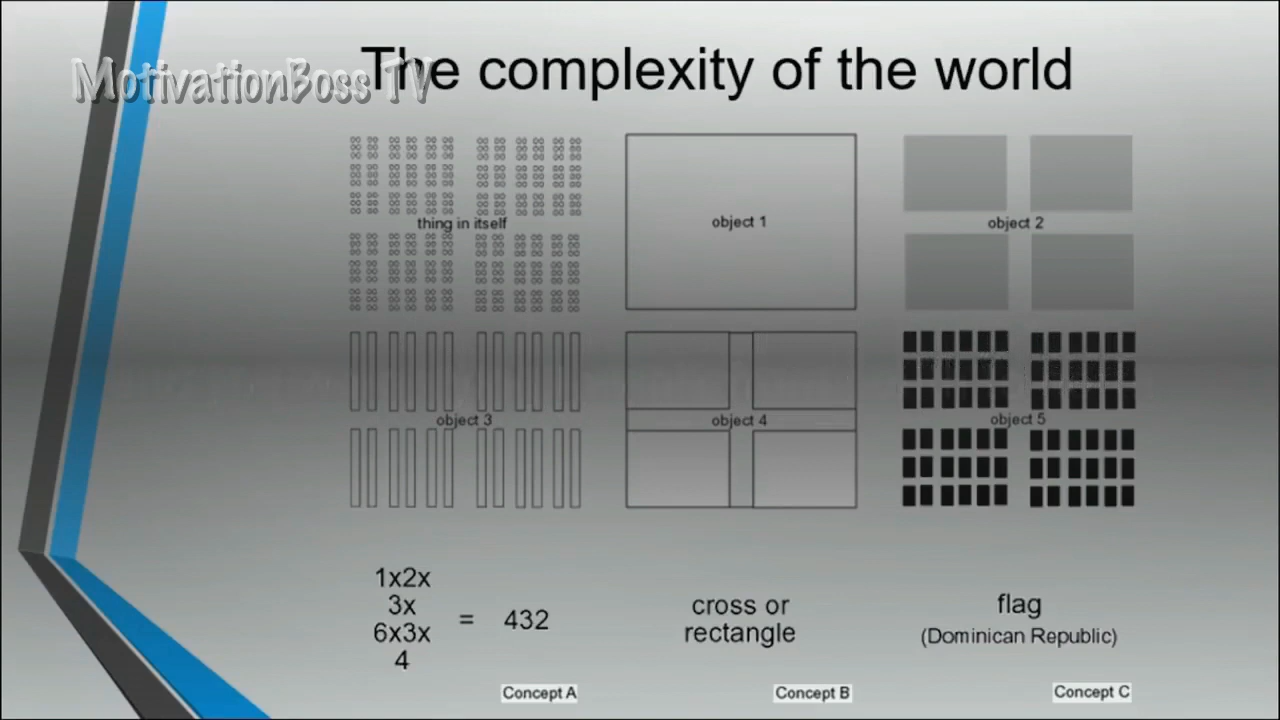 MotivationBoss TV
The complexity of the world
thing in itself
object 1
object 2
object 3
object 4
object 5
1x2x
3x
6x3x
4
= 432
cross or
rectangle
flag
(Dominican Republic)
Concept A
Concept B
Concept C